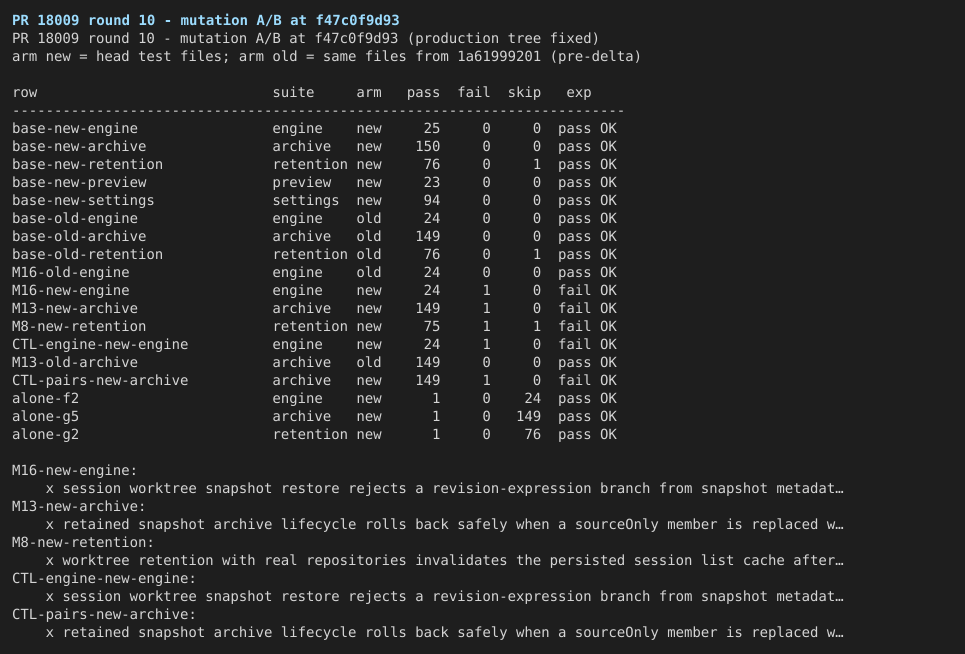 PR 18009 round 10 - mutation A/B at f47c0f9d93
PR 18009 round 10 - mutation A/B at f47c0f9d93 (production tree fixed)
arm new = head test files; arm old = same files from 1a61999201 (pre-delta)
row suite arm pass fail skip exp
--------------------------------------------------------------------------
base-new-engine engine new 25 0 0 pass OK
base-new-archive archive new 150 0 0 pass OK
base-new-retention retention new 76 0 1 pass OK
base-new-preview preview new 23 0 0 pass OK
base-new-settings settings new 94 0 0 pass OK
base-old-engine engine old 24 0 0 pass OK
base-old-archive archive old 149 0 0 pass OK
base-old-retention retention old 76 0 1 pass OK
M16-old-engine engine old 24 0 0 pass OK
M16-new-engine engine new 24 1 0 fail OK
M13-new-archive archive new 149 1 0 fail OK
M8-new-retention retention new 75 1 1 fail OK
CTL-engine-new-engine engine new 24 1 0 fail OK
M13-old-archive archive old 149 0 0 pass OK
CTL-pairs-new-archive archive new 149 1 0 fail OK
alone-f2 engine new 1 0 24 pass OK
alone-g5 archive new 1 0 149 pass OK
alone-g2 retention new 1 0 76 pass OK
M16-new-engine:
x session worktree snapshot restore rejects a revision-expression branch from snapshot metadat…
M13-new-archive:
x retained snapshot archive lifecycle rolls back safely when a sourceOnly member is replaced w…
M8-new-retention:
x worktree retention with real repositories invalidates the persisted session list cache after…
CTL-engine-new-engine:
x session worktree snapshot restore rejects a revision-expression branch from snapshot metadat…
CTL-pairs-new-archive:
x retained snapshot archive lifecycle rolls back safely when a sourceOnly member is replaced w…